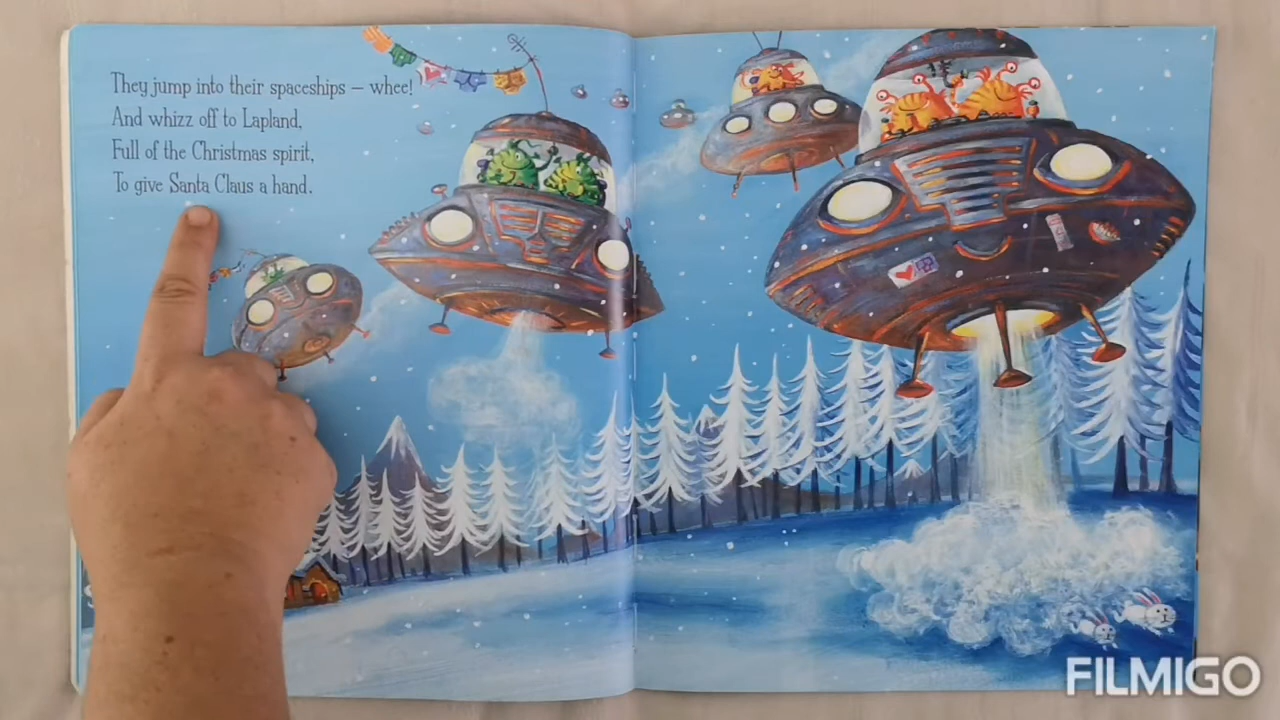 They jump into their spaceships – whee!
And whizz off to Lapland,
Full of the Christmas spirit,
To give Santa Claus a hand.
FILMIGO